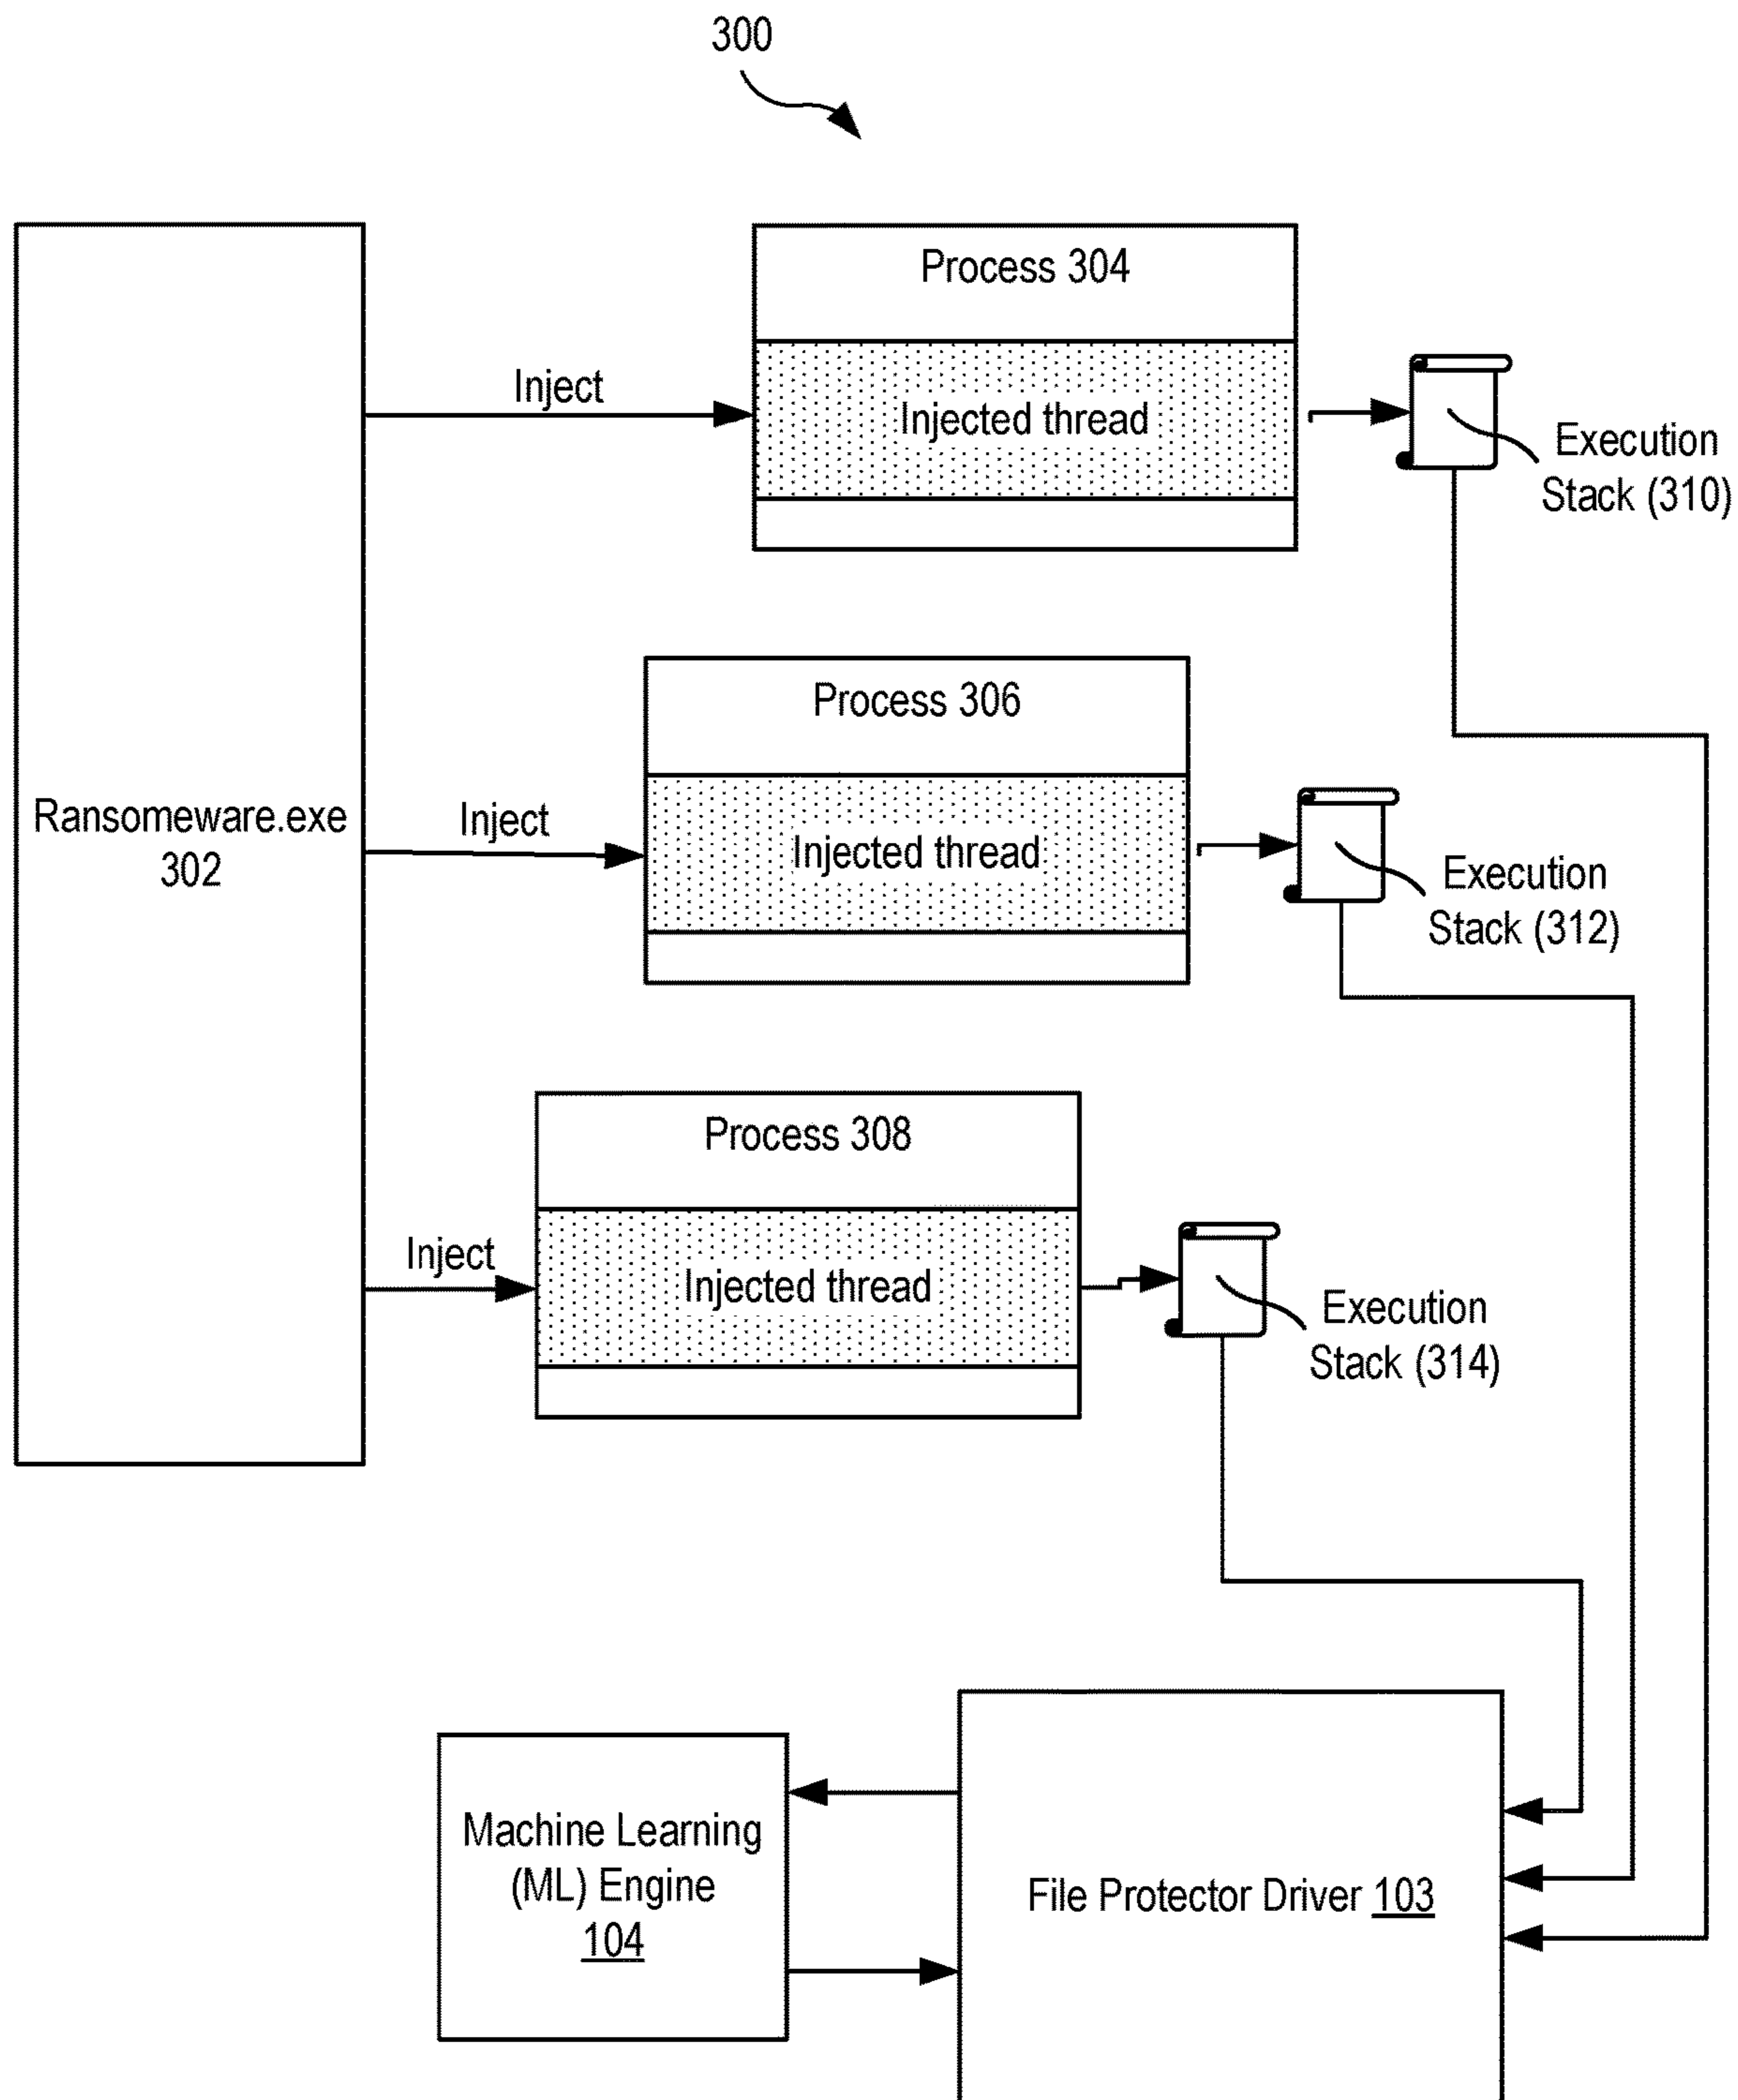 300
Process 304
Inject
Injected thread
Execution
Stack (310)
Process 306
Ransomeware.exe
302
Inject
Injected thread
Execution
Stack (312)
Process 308
Inject
Injected thread
Execution
Stack (314)
Machine Learning
(ML) Engine
104
File Protector Driver 103